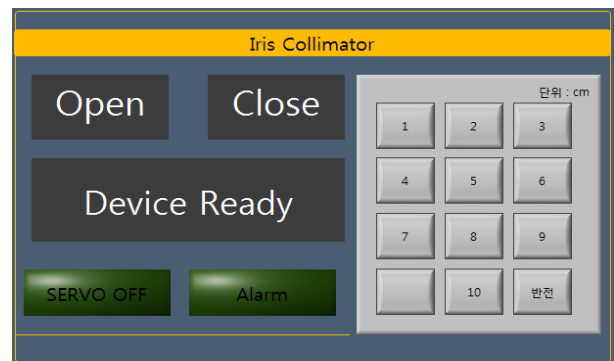 Iris Collimator
Open Close
Device Ready
SERVO OFF Alarm
단위 : cm
1 2 3
4 5 6
7 8 9
10 반전